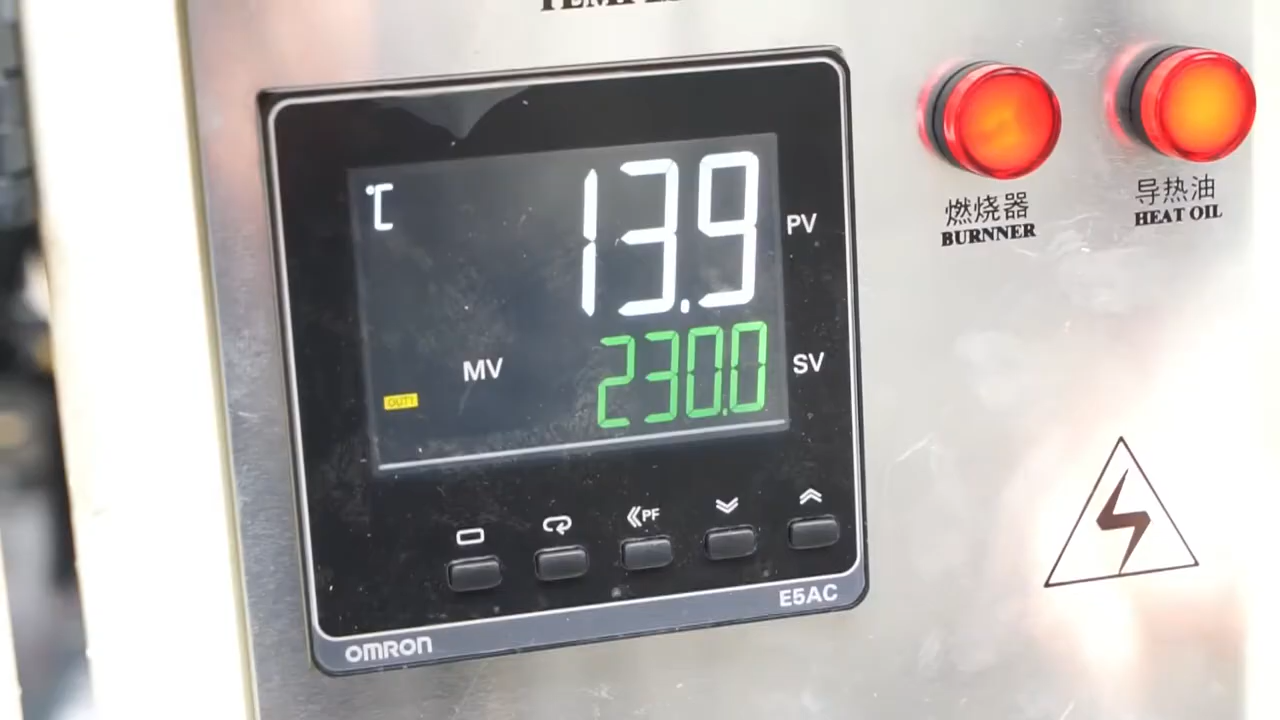 ℃
13.9
PV
MV
230.0
SV
OUT1
PF
E5AC
OMRON
燃烧器
BURNNER
导热油
HEAT OIL